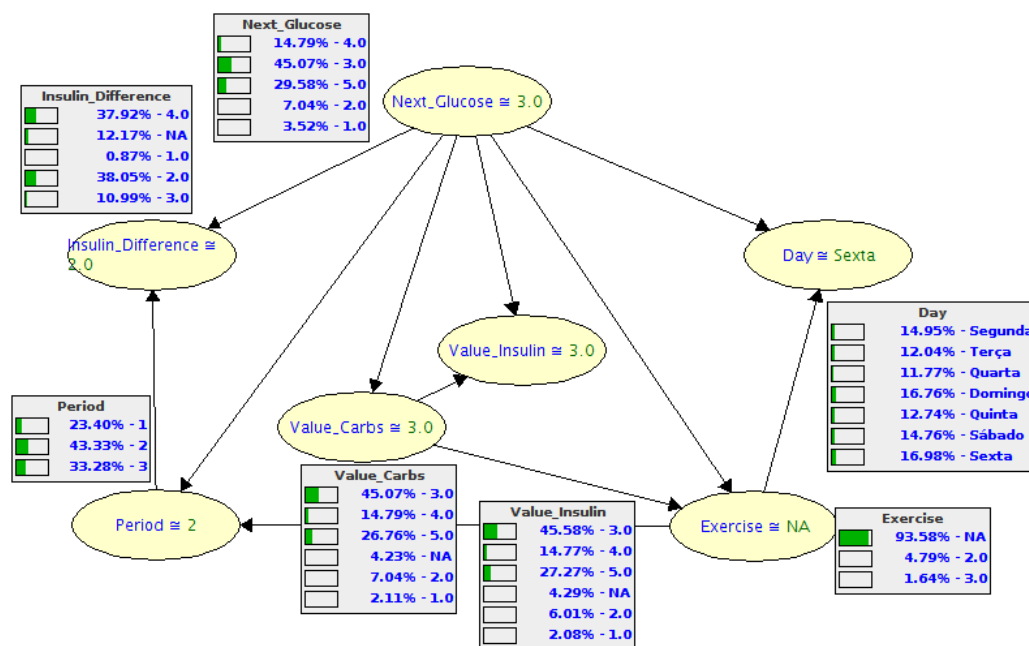 Next_Glucose
14.79% - 4.0
45.07% - 3.0
29.58% - 5.0
7.04% - 2.0
3.52% - 1.0
Next_Glucose ≅ 3.0
Insulin_Difference
37.92% - 4.0
12.17% - NA
0.87% - 1.0
38.05% - 2.0
10.99% - 3.0
Insulin_Difference ≅
2.0
Day ≅ Sexta
Day
14.95% - Segunda
12.04% - Terça
11.77% - Quarta
16.76% - Domingo
12.74% - Quinta
14.76% - Sábado
16.98% - Sexta
Value_Insulin ≅ 3.0
Value_Carbs ≅ 3.0
Period
23.40% - 1
43.33% - 2
33.28% - 3
Period ≅ 2
Value_Carbs
45.07% - 3.0
14.79% - 4.0
26.76% - 5.0
4.23% - NA
7.04% - 2.0
2.11% - 1.0
Value_Insulin
45.58% - 3.0
14.77% - 4.0
27.27% - 5.0
4.29% - NA
6.01% - 2.0
2.08% - 1.0
Exercise ≅ NA
Exercise
93.58% - NA
4.79% - 2.0
1.64% - 3.0